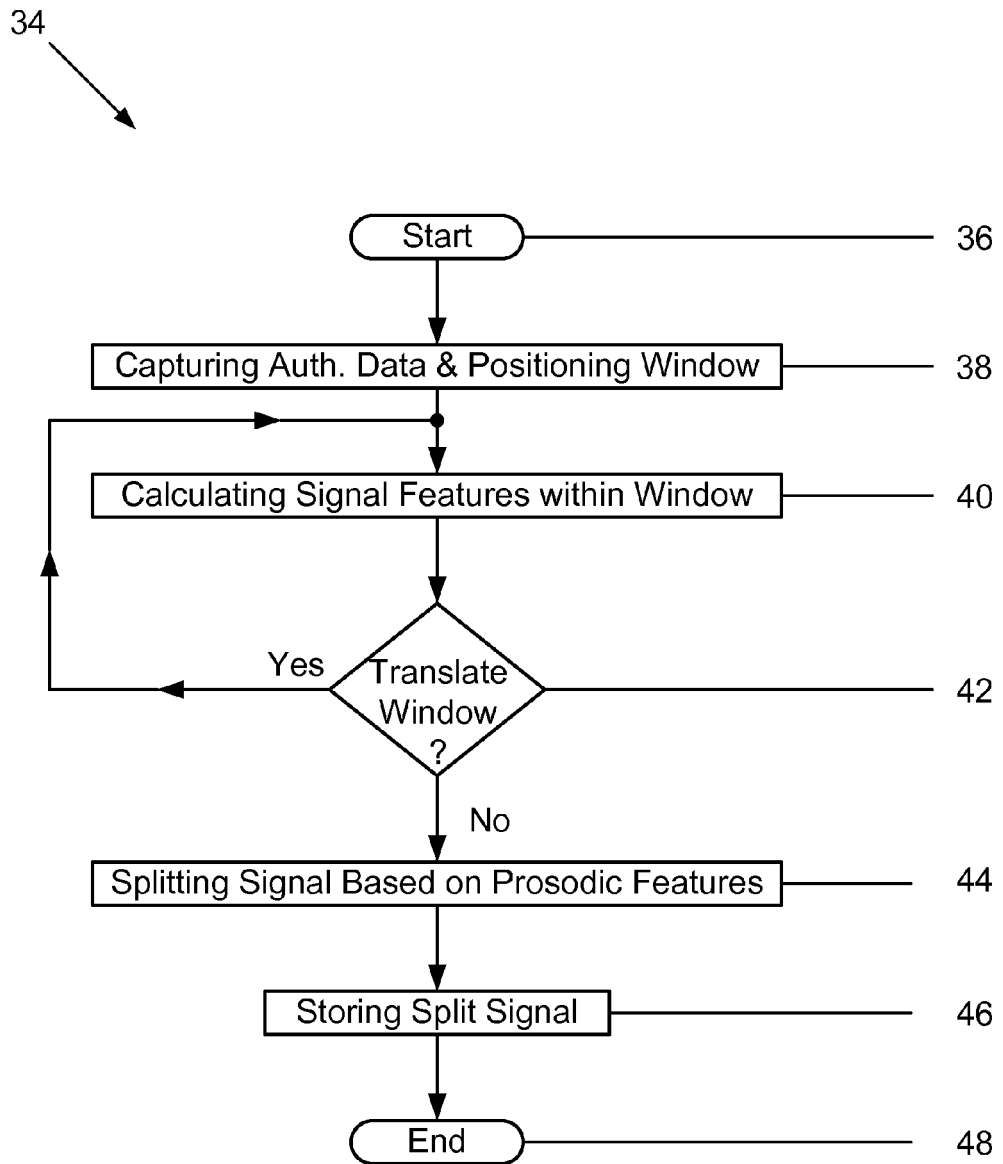 34
Start
36
Capturing Auth. Data & Positioning Window
38
Calculating Signal Features within Window
40
Yes
Translate
Window
?
42
No
Splitting Signal Based on Prosodic Features
44
Storing Split Signal
46
End
48